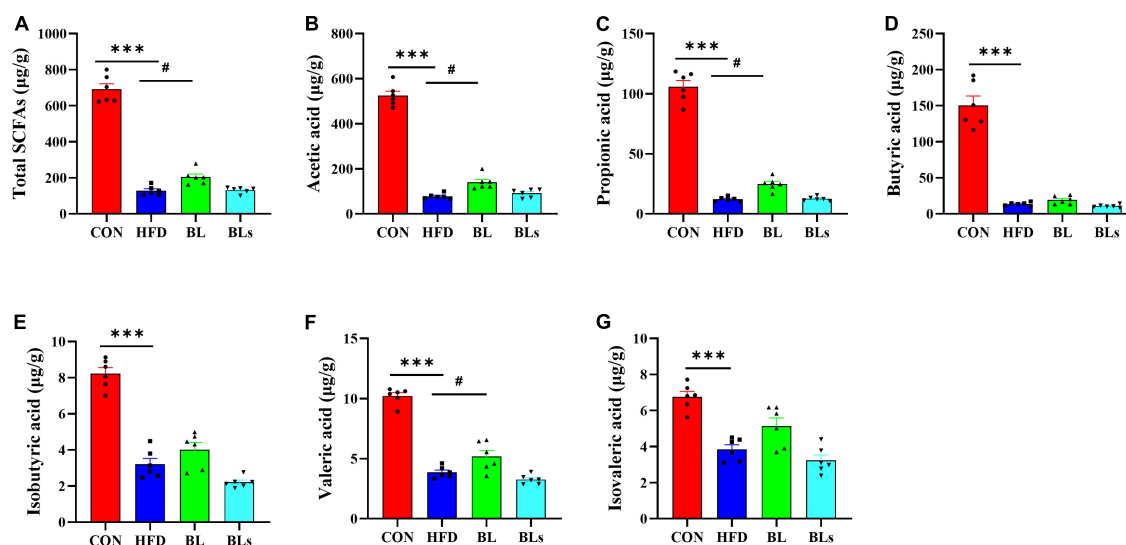 A
Total SCFAs (μg/g)
1000
800
600
400
200
0
***
#
CON HFD BL BLs
B
Acetic acid (μg/g)
800
600
400
200
0
***
#
CON HFD BL BLs
C
Propionic acid (μg/g)
150
100
50
0
***
#
CON HFD BL BLs
D
Butyric acid (μg/g)
250
200
150
100
50
0
***
CON HFD BL BLs
E
Isobutyric acid (μg/g)
10
8
6
4
2
0
***
CON HFD BL BLs
F
Valeric acid (μg/g)
15
10
5
0
***
#
CON HFD BL BLs
G
Isovaleric acid (μg/g)
10
8
6
4
2
0
***
CON HFD BL BLs